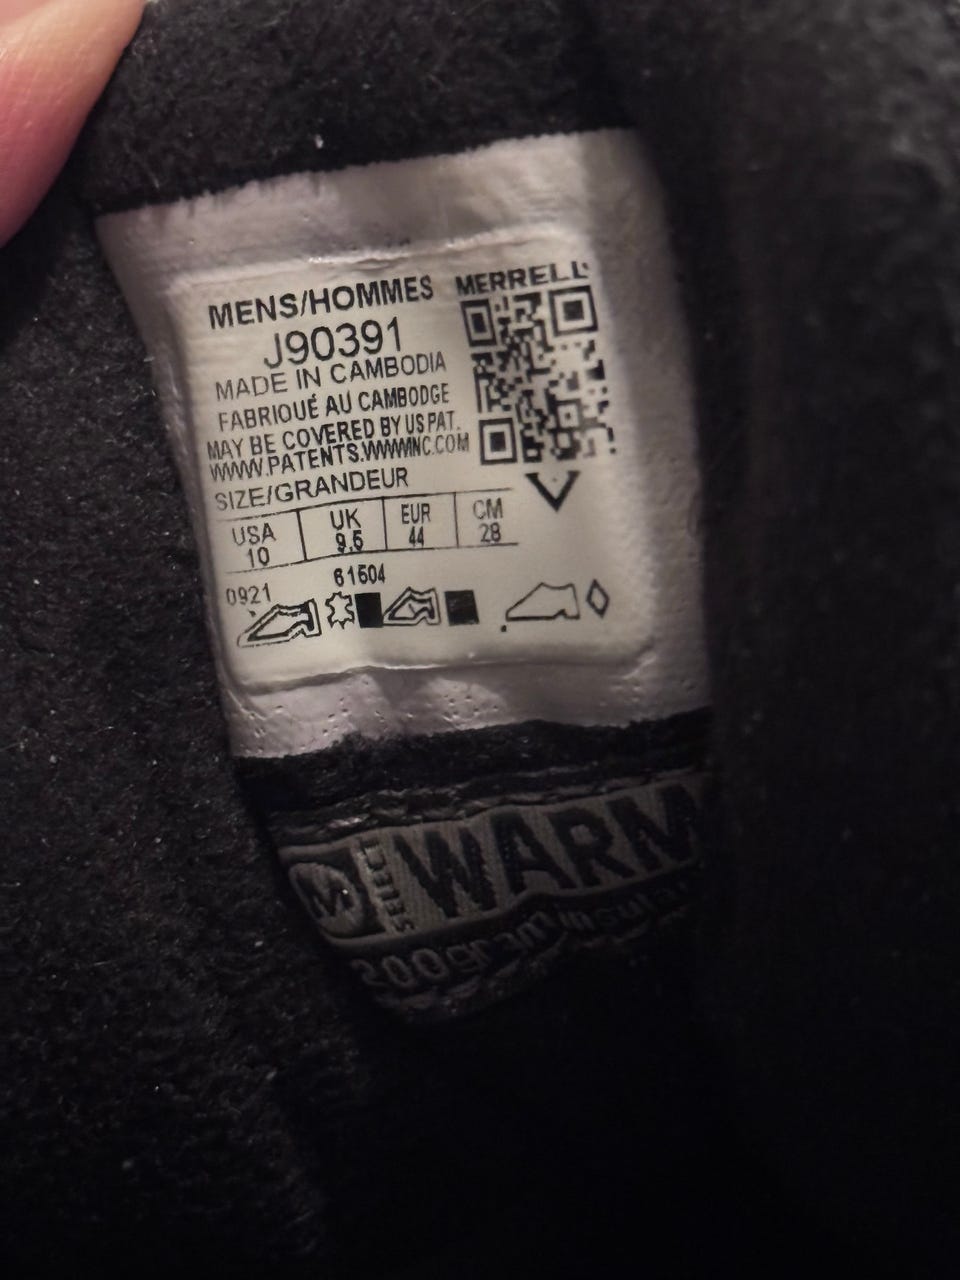 MENS/HOMMES
MERRELL
J90391
MADE IN CAMBODIA
FABRIQUÉ AU CAMBODGE
MAY BE COVERED BY US PAT.
WWW.PATENTS.WWWINC.COM
SIZE/GRANDEUR
USA UK EUR CM
10 9.5 44 28
0921 61504
M SELECT WARM
200gram